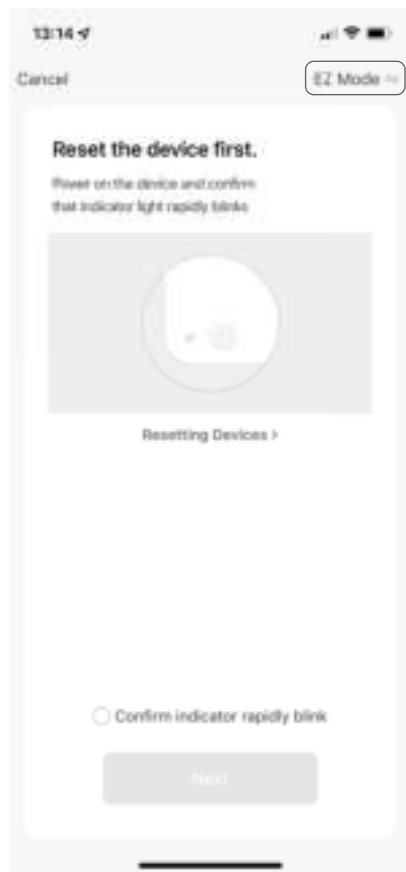 13:14
Cancel
EZ Mode
Reset the device first.
Power on the device and confirm
that indicator light rapidly blinks
Resetting Devices >
Confirm indicator rapidly blink
Next